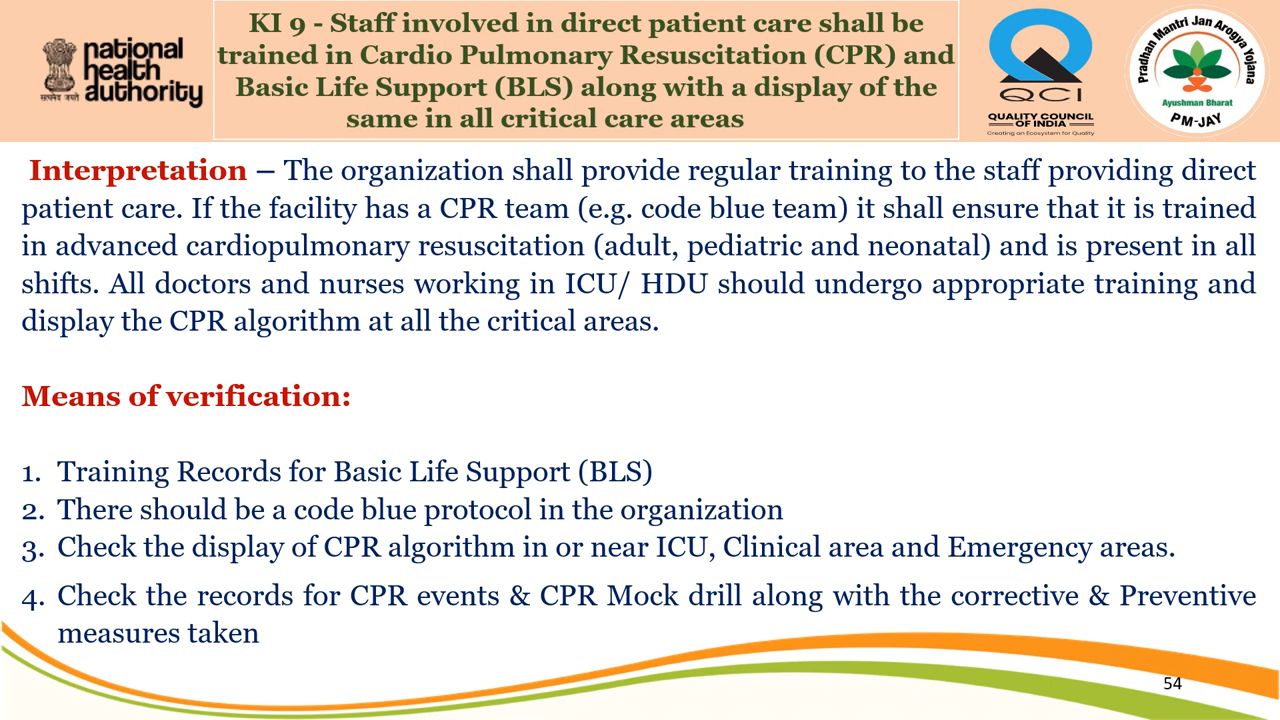 national
health
authority
सत्यमेव जयते
KI 9 - Staff involved in direct patient care shall be
trained in Cardio Pulmonary Resuscitation (CPR) and
Basic Life Support (BLS) along with a display of the
same in all critical care areas
QCI
QUALITY COUNCIL
OF INDIA
Creating an Ecosystem for Quality
Pradhan Mantri Jan Arogya Yojana
Ayushman Bharat
PM-JAY
Interpretation – The organization shall provide regular training to the staff providing direct
patient care. If the facility has a CPR team (e.g. code blue team) it shall ensure that it is trained
in advanced cardiopulmonary resuscitation (adult, pediatric and neonatal) and is present in all
shifts. All doctors and nurses working in ICU/ HDU should undergo appropriate training and
display the CPR algorithm at all the critical areas.
Means of verification:
1. Training Records for Basic Life Support (BLS)
2. There should be a code blue protocol in the organization
3. Check the display of CPR algorithm in or near ICU, Clinical area and Emergency areas.
4. Check the records for CPR events & CPR Mock drill along with the corrective & Preventive
measures taken
54